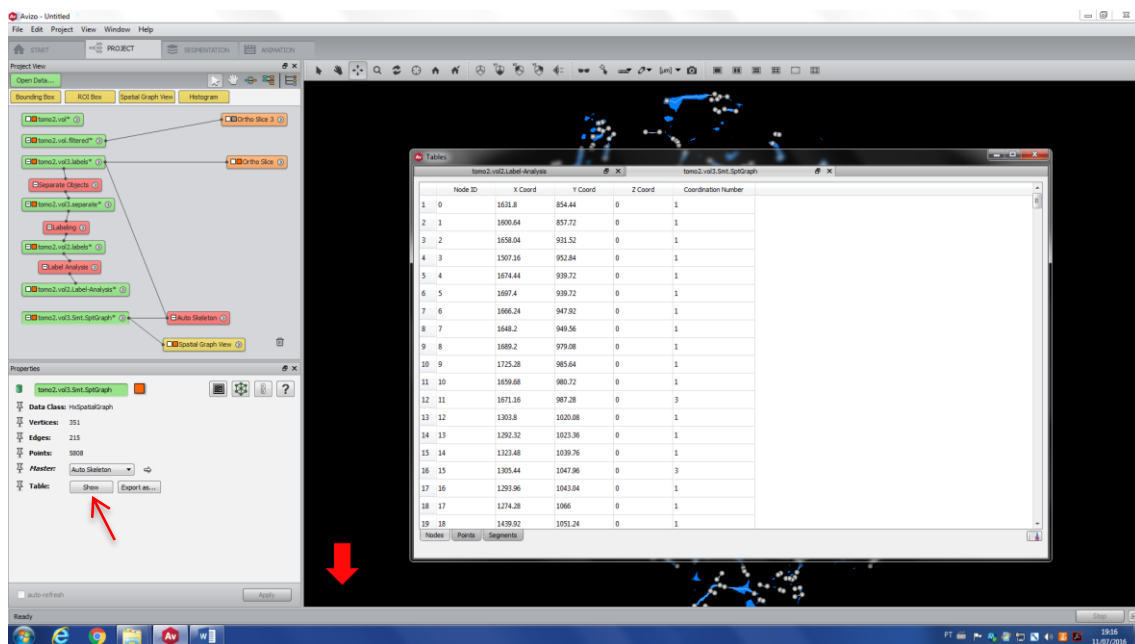 Avizo - Untitled
File Edit Project View Window Help
START PROJECT SEGMENTATION ANIMATION
Project View
Open Data...
Bounding Box ROI Box Spatial Graph View Histogram
tomo2.vol* Ortho Slice 3
tomo2.vol.filtered*
tomo2.vol3.labels* Ortho Slice
Separate Objects
tomo2.vol3.separate*
Labeling
tomo2.vol2.labels*
Label Analysis
tomo2.vol2.Label-Analysis*
tomo2.vol3.Smt.SptGraph* Auto Skeleton
Spatial Graph View
Properties
tomo2.vol3.Smt.SptGraph ?
Data Class: HxSpatialGraph
Vertices: 351
Edges: 215
Points: 5808
Master: Auto Skeleton
Table: Show Export as...
auto-refresh Apply
Tables
tomo2.vol2.Label-Analysis tomo2.vol3.Smt.SptGraph
Node ID X Coord Y Coord Z Coord Coordination Number
1 0 1631.8 854.44 0 1
2 1 1600.64 857.72 0 1
3 2 1658.04 931.52 0 1
4 3 1507.16 952.84 0 1
5 4 1674.44 939.72 0 1
6 5 1697.4 939.72 0 1
7 6 1666.24 947.92 0 1
8 7 1648.2 949.56 0 1
9 8 1689.2 979.08 0 1
10 9 1725.28 985.64 0 1
11 10 1659.68 980.72 0 1
12 11 1671.16 987.28 0 3
13 12 1303.8 1020.08 0 1
14 13 1292.32 1023.36 0 1
15 14 1323.48 1039.76 0 1
16 15 1305.44 1047.96 0 3
17 16 1293.96 1043.04 0 1
18 17 1274.28 1066 0 1
19 18 1439.92 1051.24 0 1
Nodes Points Segments
Ready Stop
Av W PT 19:16
11/07/2016